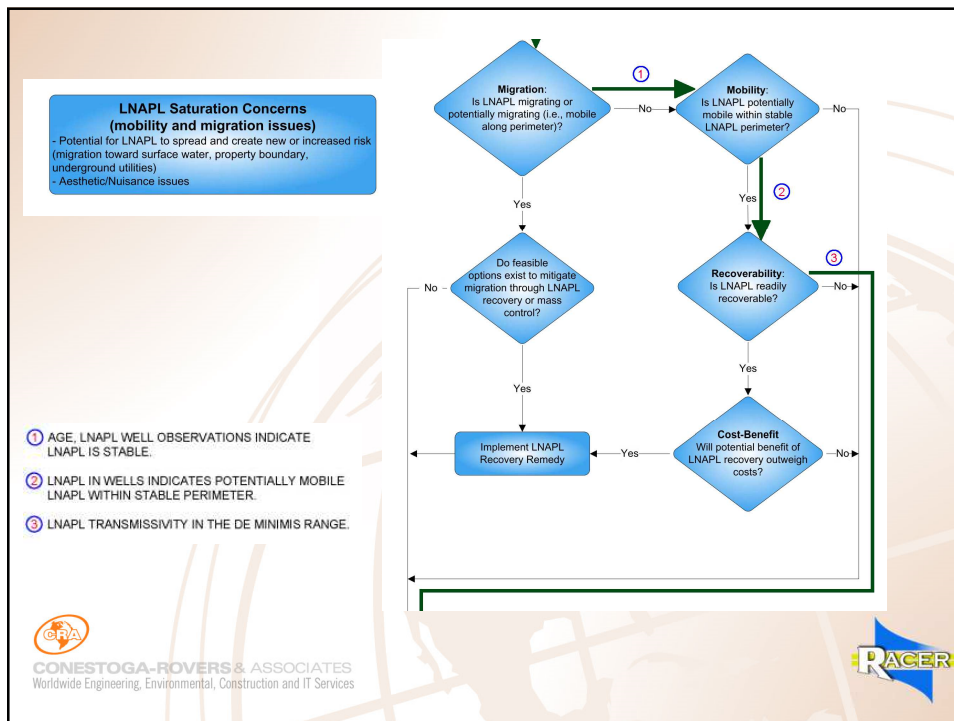 LNAPL Saturation Concerns
(mobility and migration issues)
- Potential for LNAPL to spread and create new or increased risk
(migration toward surface water, property boundary,
underground utilities)
- Aesthetic/Nuisance issues
Migration:
Is LNAPL migrating or
potentially migrating (i.e., mobile
along perimeter)?
1
No
Mobility:
Is LNAPL potentially
mobile within stable
LNAPL perimeter?
No
Yes
Yes
2
Do feasible
options exist to mitigate
migration through LNAPL
recovery or mass
control?
No
Recoverability:
Is LNAPL readily
recoverable?
3
No
Yes
Yes
Implement LNAPL
Recovery Remedy
Yes
Cost-Benefit
Will potential benefit of
LNAPL recovery outweigh
costs?
No
1 AGE, LNAPL WELL OBSERVATIONS INDICATE
LNAPL IS STABLE.
2 LNAPL IN WELLS INDICATES POTENTIALLY MOBILE
LNAPL WITHIN STABLE PERIMETER.
3 LNAPL TRANSMISSIVITY IN THE DE MINIMIS RANGE.
CRA
CONESTOGA-ROVERS & ASSOCIATES
Worldwide Engineering, Environmental, Construction and IT Services
RACER